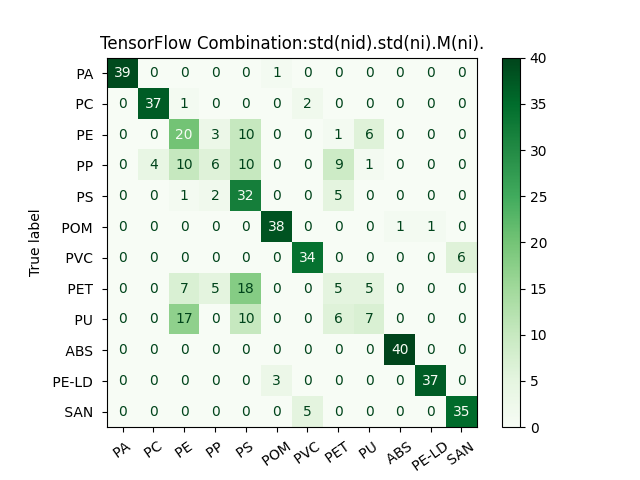 TensorFlow Combination:std(nid).std(ni).M(ni).
True label
PA 39 0 0 0 0 1 0 0 0 0 0 0
PC 0 37 1 0 0 0 2 0 0 0 0 0
PE 0 0 20 3 10 0 0 1 6 0 0 0
PP 0 4 10 6 10 0 0 9 1 0 0 0
PS 0 0 1 2 32 0 0 5 0 0 0 0
POM 0 0 0 0 0 38 0 0 0 1 1 0
PVC 0 0 0 0 0 0 34 0 0 0 0 6
PET 0 0 7 5 18 0 0 5 5 0 0 0
PU 0 0 17 0 10 0 0 6 7 0 0 0
ABS 0 0 0 0 0 0 0 0 0 40 0 0
PE-LD 0 0 0 0 0 3 0 0 0 0 37 0
SAN 0 0 0 0 0 0 5 0 0 0 0 35
PA PC PE PP PS POM PVC PET PU ABS PE-LD SAN
40
35
30
25
20
15
10
5
0